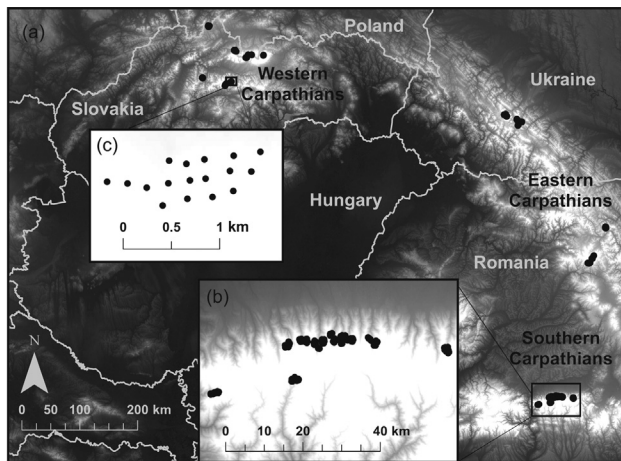 (a)
Poland
Ukraine
Western
Carpathians
Slovakia
(c)
0 0.5 1 km
Hungary
Eastern
Carpathians
Romania
(b)
0 20 40 km
Southern
Carpathians
N
0 50 100 200 km